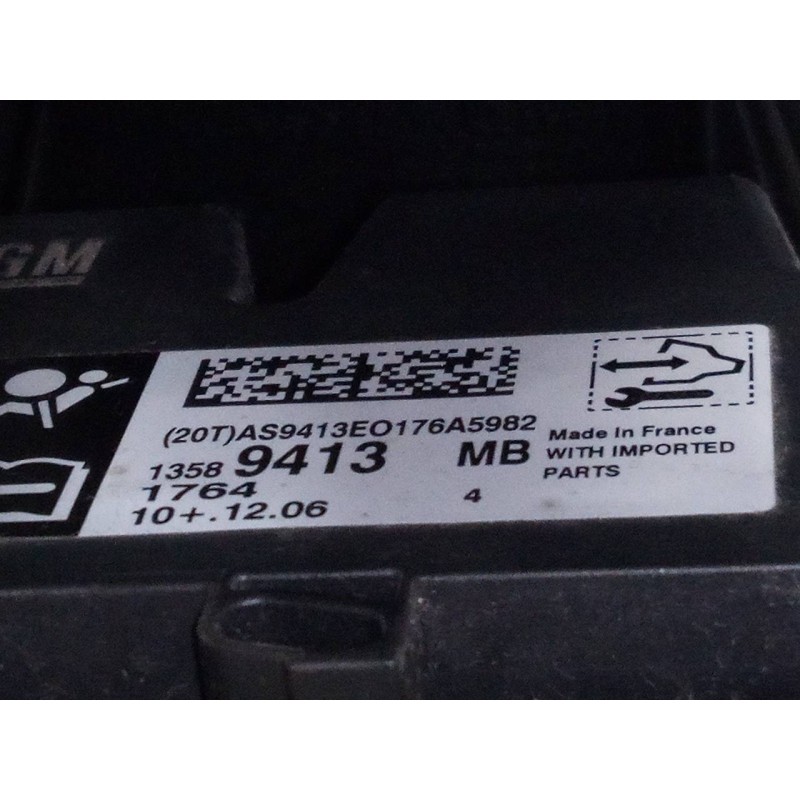 GM
(20T)AS9413EO176A5982
1358 9413 MB
1764
4
10+.12.06
Made In France
WITH IMPORTED
PARTS